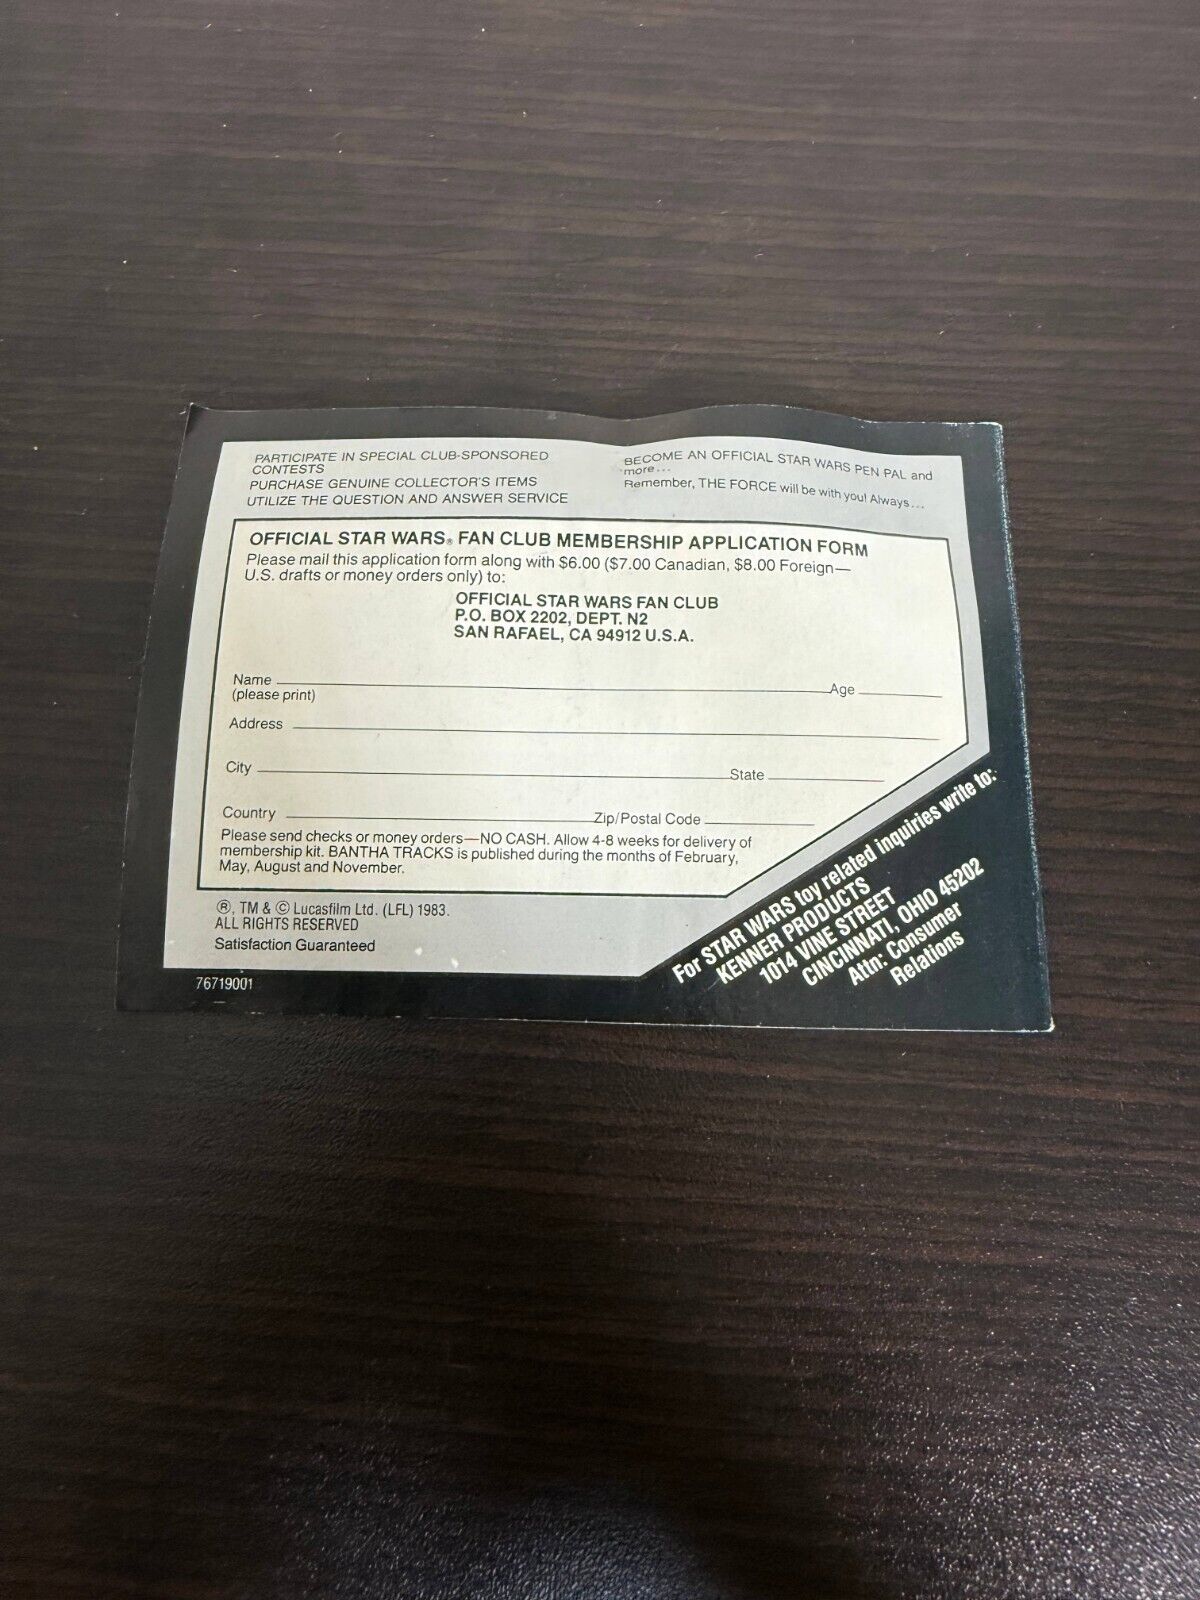 PARTICIPATE IN SPECIAL CLUB-SPONSORED
CONTESTS
PURCHASE GENUINE COLLECTOR'S ITEMS
UTILIZE THE QUESTION AND ANSWER SERVICE
BECOME AN OFFICIAL STAR WARS PEN PAL and
more...
Remember, THE FORCE will be with you! Always...
OFFICIAL STAR WARS® FAN CLUB MEMBERSHIP APPLICATION FORM
Please mail this application form along with $6.00 ($7.00 Canadian, $8.00 Foreign—
U.S. drafts or money orders only) to:
OFFICIAL STAR WARS FAN CLUB
P.O. BOX 2202, DEPT. N2
SAN RAFAEL, CA 94912 U.S.A.
Name Age
(please print)
Address
City State
Country Zip/Postal Code
Please send checks or money orders—NO CASH. Allow 4-8 weeks for delivery of
membership kit. BANTHA TRACKS is published during the months of February,
May, August and November.
®, TM & © Lucasfilm Ltd. (LFL) 1983.
ALL RIGHTS RESERVED
Satisfaction Guaranteed
76719001
For STAR WARS toy related inquiries write to:
KENNER PRODUCTS
1014 VINE STREET
CINCINNATI, OHIO 45202
Attn: Consumer
Relations